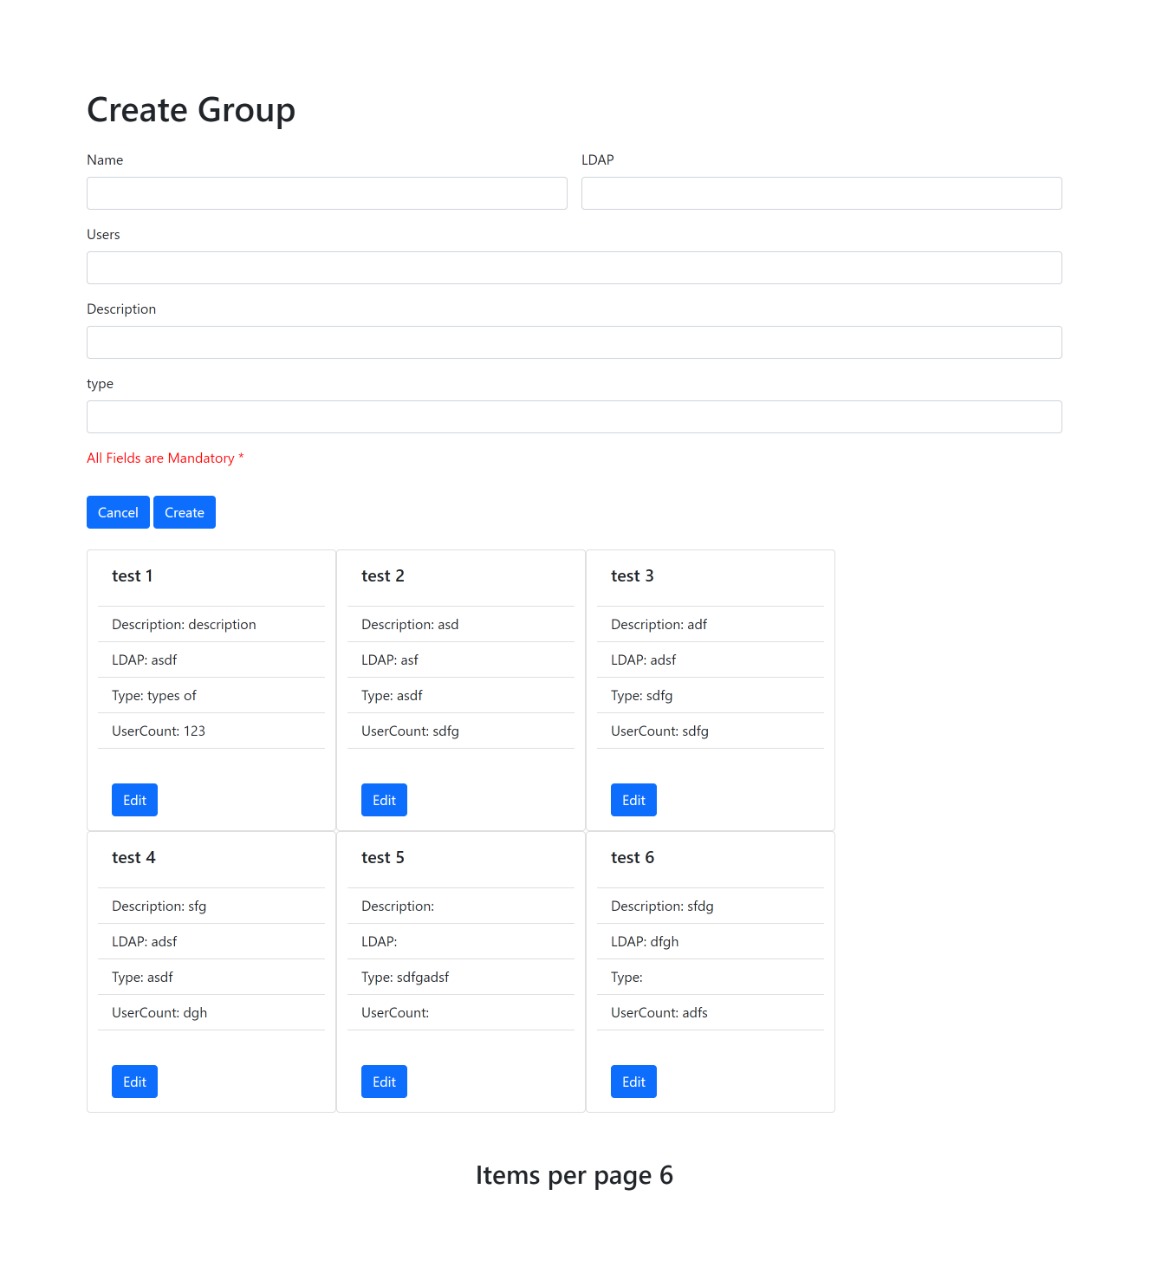 Create Group
Name
LDAP
Users
Description
type
All Fields are Mandatory *
Cancel
Create
test 1
Description: description
LDAP: asdf
Type: types of
UserCount: 123
Edit
test 2
Description: asd
LDAP: asf
Type: asdf
UserCount: sdfg
Edit
test 3
Description: adf
LDAP: adsf
Type: sdfg
UserCount: sdfg
Edit
test 4
Description: sfg
LDAP: adsf
Type: asdf
UserCount: dgh
Edit
test 5
Description:
LDAP:
Type: sdfgadsf
UserCount:
Edit
test 6
Description: sfdg
LDAP: dfgh
Type:
UserCount: adfs
Edit
Items per page 6